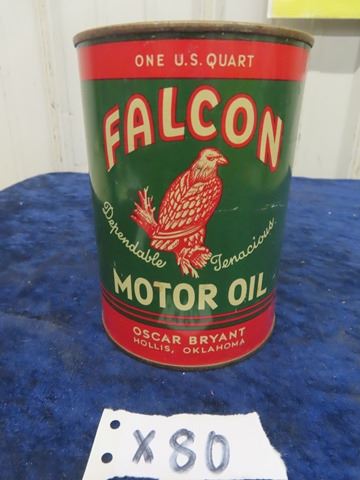 ONE U.S. QUART
FALCON
Dependable
Tenacious
MOTOR OIL
OSCAR BRYANT
HOLLIS, OKLAHOMA
X80